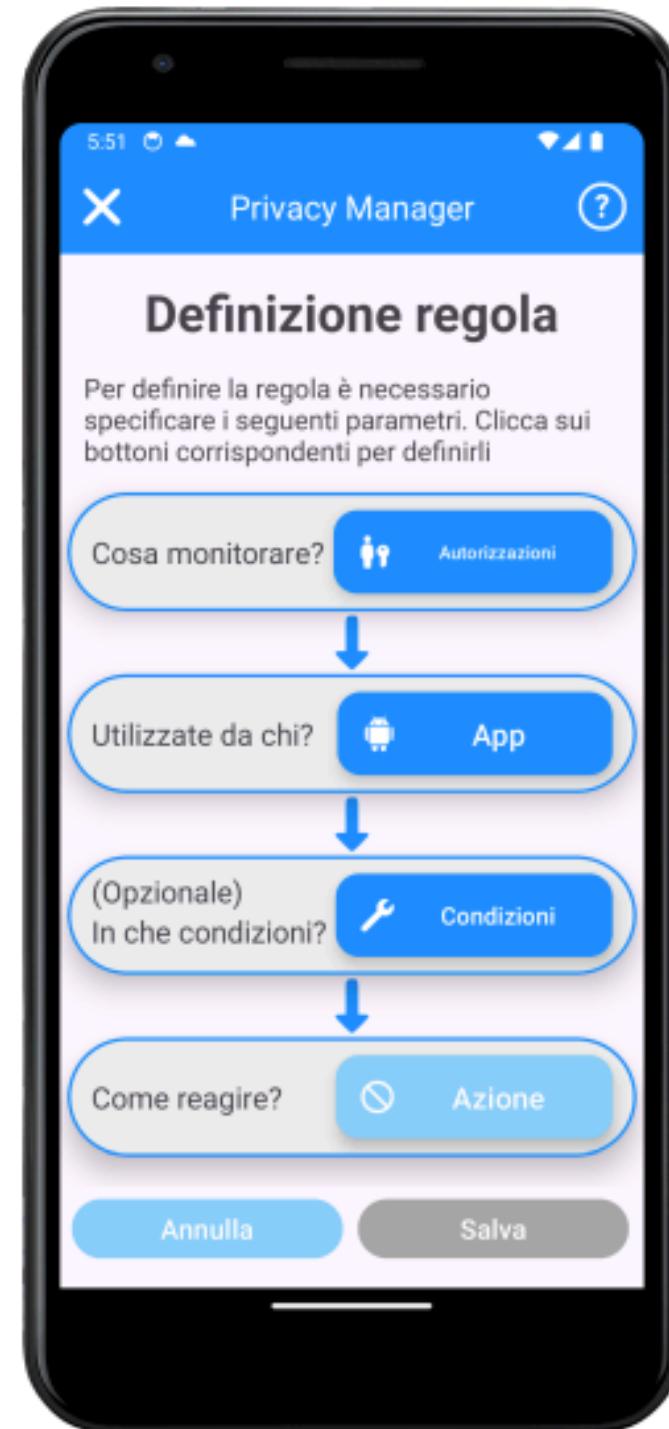 5:51
Privacy Manager
?
Definizione regola
Per definire la regola è necessario
specificare i seguenti parametri. Clicca sui
bottoni corrispondenti per definirli
Cosa monitorare? Autorizzazioni
Utilizzate da chi? App
(Opzionale)
In che condizioni? Condizioni
Come reagire? Azione
Annulla Salva